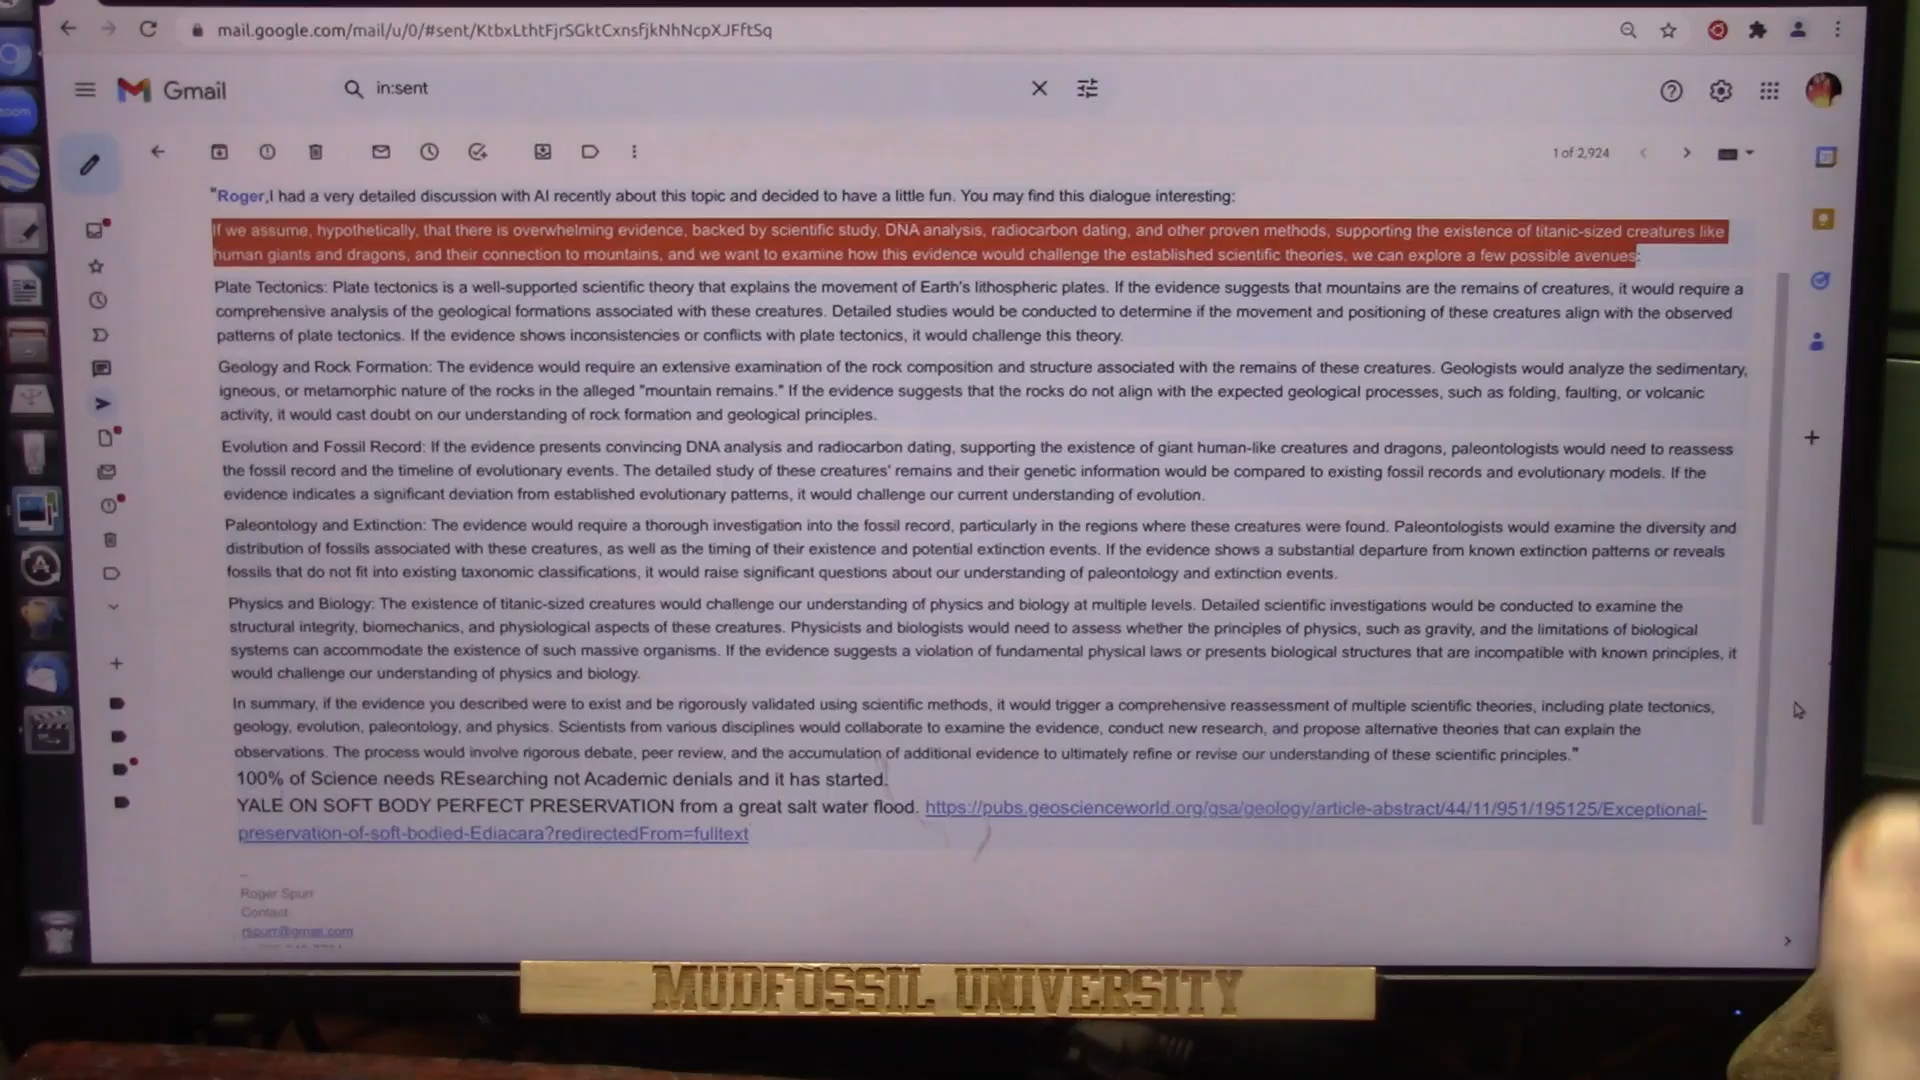 mail.google.com/mail/u/0/#sent/KtbxLthtFjrSGktCxnsfjkNhNcpXJFftSq
Gmail
in:sent
1 of 2,924
"Roger,I had a very detailed discussion with AI recently about this topic and decided to have a little fun. You may find this dialogue interesting:
If we assume, hypothetically, that there is overwhelming evidence, backed by scientific study, DNA analysis, radiocarbon dating, and other proven methods, supporting the existence of titanic-sized creatures like
human giants and dragons, and their connection to mountains, and we want to examine how this evidence would challenge the established scientific theories, we can explore a few possible avenues:
Plate Tectonics: Plate tectonics is a well-supported scientific theory that explains the movement of Earth's lithospheric plates. If the evidence suggests that mountains are the remains of creatures, it would require a
comprehensive analysis of the geological formations associated with these creatures. Detailed studies would be conducted to determine if the movement and positioning of these creatures align with the observed
patterns of plate tectonics. If the evidence shows inconsistencies or conflicts with plate tectonics, it would challenge this theory.
Geology and Rock Formation: The evidence would require an extensive examination of the rock composition and structure associated with the remains of these creatures. Geologists would analyze the sedimentary,
igneous, or metamorphic nature of the rocks in the alleged "mountain remains." If the evidence suggests that the rocks do not align with the expected geological processes, such as folding, faulting, or volcanic
activity, it would cast doubt on our understanding of rock formation and geological principles.
Evolution and Fossil Record: If the evidence presents convincing DNA analysis and radiocarbon dating, supporting the existence of giant human-like creatures and dragons, paleontologists would need to reassess
the fossil record and the timeline of evolutionary events. The detailed study of these creatures' remains and their genetic information would be compared to existing fossil records and evolutionary models. If the
evidence indicates a significant deviation from established evolutionary patterns, it would challenge our current understanding of evolution.
Paleontology and Extinction: The evidence would require a thorough investigation into the fossil record, particularly in the regions where these creatures were found. Paleontologists would examine the diversity and
distribution of fossils associated with these creatures, as well as the timing of their existence and potential extinction events. If the evidence shows a substantial departure from known extinction patterns or reveals
fossils that do not fit into existing taxonomic classifications, it would raise significant questions about our understanding of paleontology and extinction events.
Physics and Biology: The existence of titanic-sized creatures would challenge our understanding of physics and biology at multiple levels. Detailed scientific investigations would be conducted to examine the
structural integrity, biomechanics, and physiological aspects of these creatures. Physicists and biologists would need to assess whether the principles of physics, such as gravity, and the limitations of biological
systems can accommodate the existence of such massive organisms. If the evidence suggests a violation of fundamental physical laws or presents biological structures that are incompatible with known principles, it
would challenge our understanding of physics and biology.
In summary, if the evidence you described were to exist and be rigorously validated using scientific methods, it would trigger a comprehensive reassessment of multiple scientific theories, including plate tectonics,
geology, evolution, paleontology, and physics. Scientists from various disciplines would collaborate to examine the evidence, conduct new research, and propose alternative theories that can explain the
observations. The process would involve rigorous debate, peer review, and the accumulation of additional evidence to ultimately refine or revise our understanding of these scientific principles."
100% of Science needs REsearching not Academic denials and it has started.
YALE ON SOFT BODY PERFECT PRESERVATION from a great salt water flood. https://pubs.geoscienceworld.org/gsa/geology/article-abstract/44/11/951/195125/Exceptional-
preservation-of-soft-bodied-Ediacara?redirectedFrom=fulltext
--
Roger Spurr
Contact
rspurr@gmail.com
MUDFOSSIL UNIVERSITY